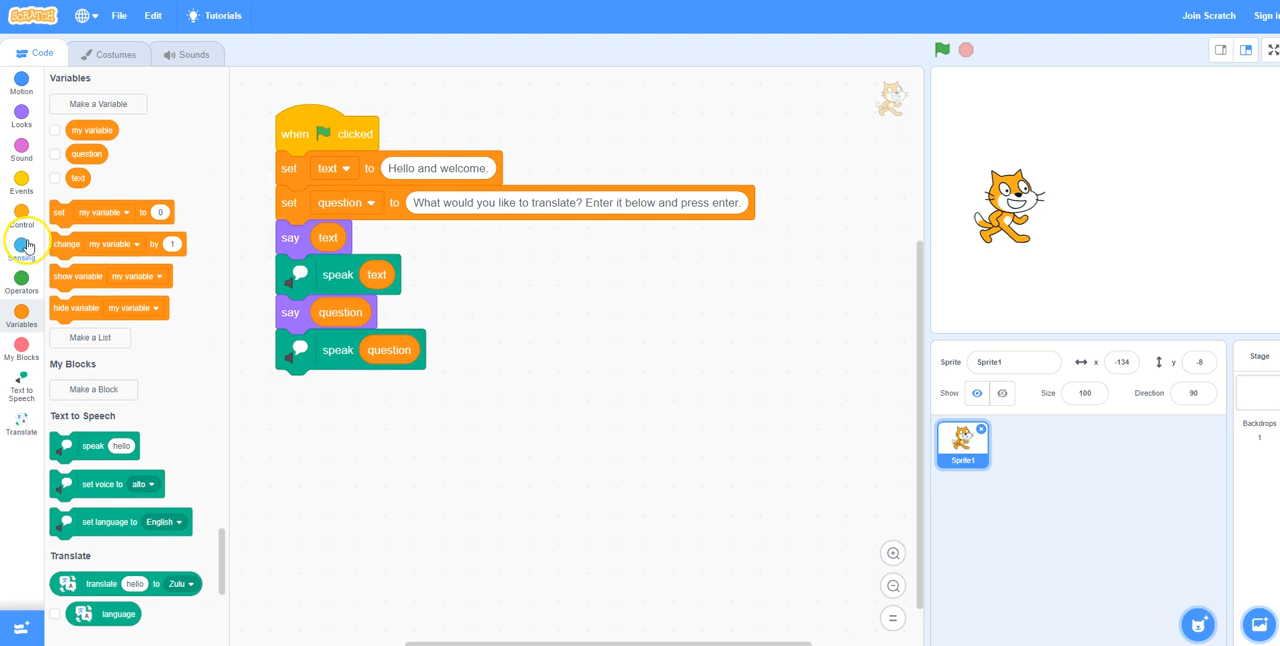 SCRATCH File Edit Tutorials Join Scratch Sign i
Code Costumes Sounds
Motion
Looks
Sound
Events
Control
Sensing
Operators
Variables
My Blocks
Text to
Speech
Translate
Variables
Make a Variable
my variable
question
text
set my variable to 0
change my variable by 1
show variable my variable
hide variable my variable
Make a List
My Blocks
Make a Block
Text to Speech
speak hello
set voice to alto
set language to English
Translate
translate hello to Zulu
language
when clicked
set text to Hello and welcome.
set question to What would you like to translate? Enter it below and press enter.
say text
speak text
say question
speak question
Sprite Sprite1 x -134 y -8
Show Size 100 Direction 90
Sprite1
Stage
Backdrops
1